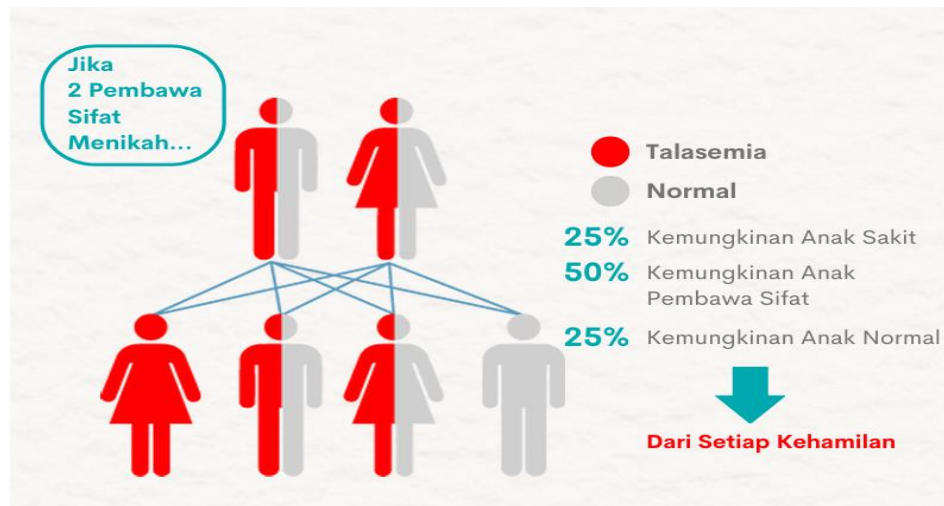 Jika
2 Pembawa
Sifat
Menikah...
Talasemia
Normal
25% Kemungkinan Anak Sakit
50% Kemungkinan Anak
Pembawa Sifat
25% Kemungkinan Anak Normal
Dari Setiap Kehamilan